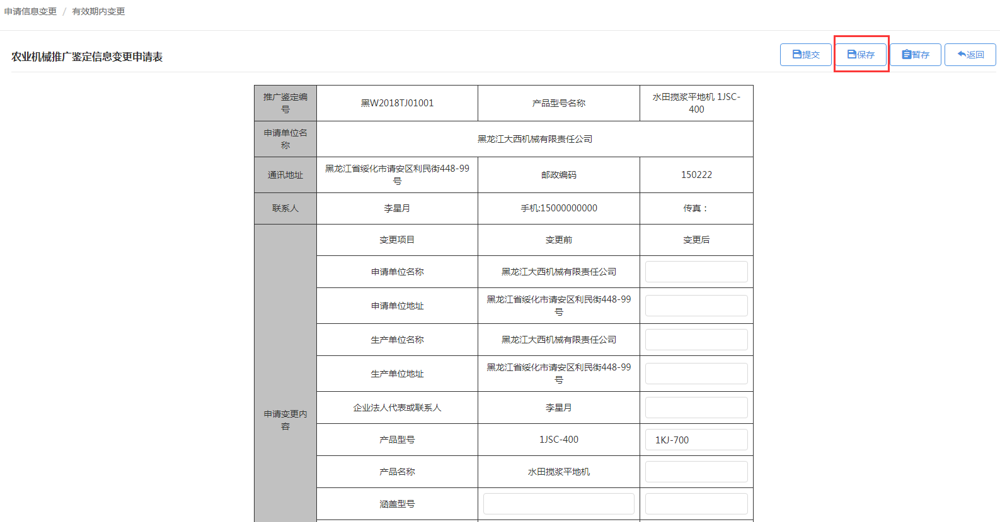 申请信息变更 / 有效期内变更
农业机械推广鉴定信息变更申请表
提交 保存 暂存 返回
推广鉴定编
号
黑W2018TJ01001
产品型号名称
水田搅浆平地机 1JSC-
400
申请单位名
称
黑龙江大西机械有限责任公司
通讯地址
黑龙江省绥化市请安区利民街448-99
号
邮政编码
150222
联系人
李星月
手机:15000000000
传真：
申请变更内
容
变更项目
变更前
变更后
申请单位名称
黑龙江大西机械有限责任公司
申请单位地址
黑龙江省绥化市请安区利民街448-99
号
生产单位名称
黑龙江大西机械有限责任公司
生产单位地址
黑龙江省绥化市请安区利民街448-99
号
企业法人代表或联系人
李星月
产品型号
1JSC-400
1KJ-700
产品名称
水田搅浆平地机
涵盖型号